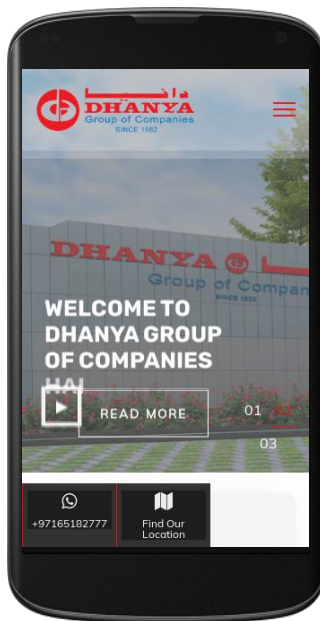 DHANYA
Group of Companies
SINCE 1982
DHANYA
Group of Compan
SINCE 1982
WELCOME TO
DHANYA GROUP
OF COMPANIES
READ MORE
01
03
+97165182777
Find Our
Location